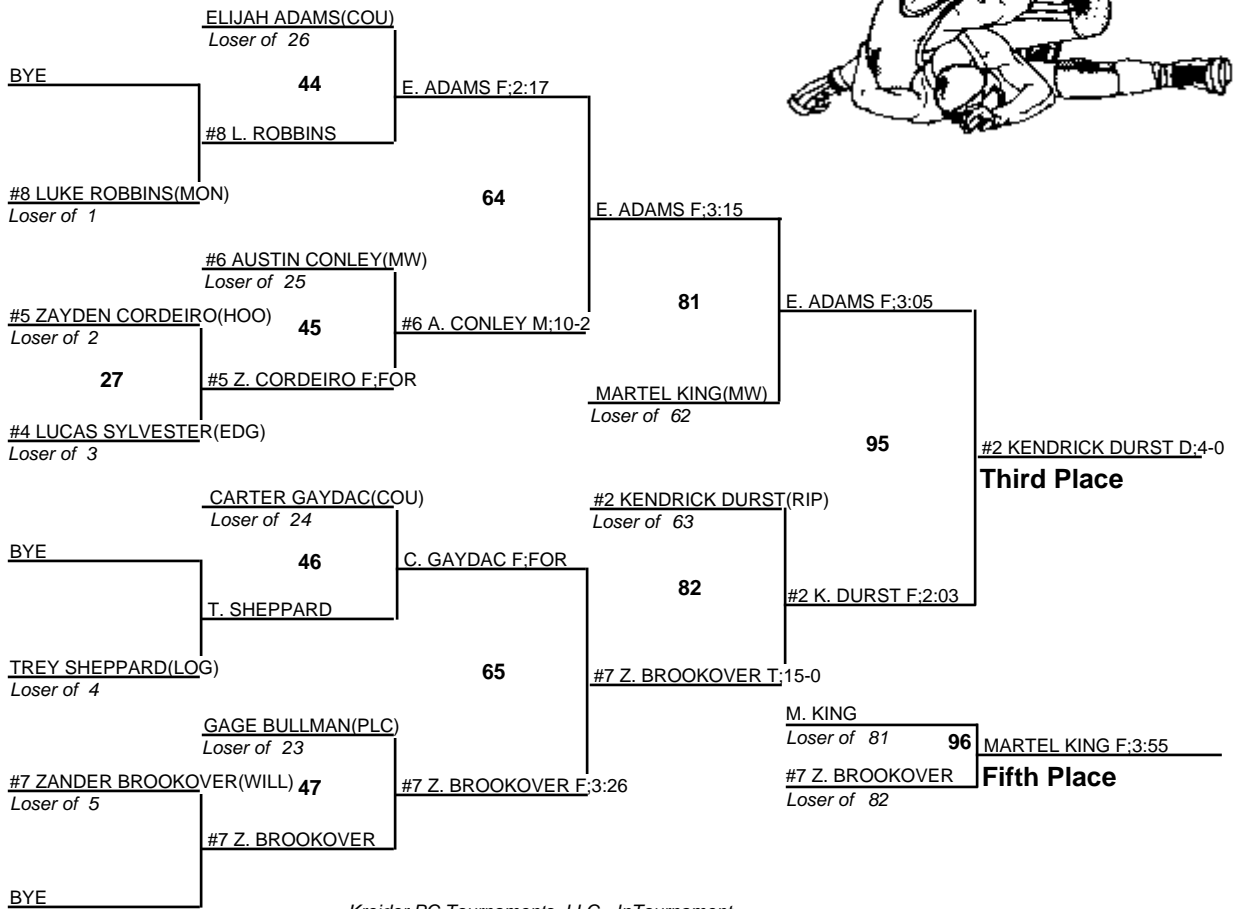 ELIJAH ADAMS(COU)
Loser of 26
BYE
44
E. ADAMS F;2:17
#8 L. ROBBINS
#8 LUKE ROBBINS(MON)
Loser of 1
64
E. ADAMS F;3:15
#6 AUSTIN CONLEY(MW)
Loser of 25
#5 ZAYDEN CORDEIRO(HOO)
Loser of 2
45
#6 A. CONLEY M;10-2
81
E. ADAMS F;3:05
27
#5 Z. CORDEIRO F;FOR
MARTEL KING(MW)
Loser of 62
#4 LUCAS SYLVESTER(EDG)
Loser of 3
95
#2 KENDRICK DURST D;4-0
Third Place
CARTER GAYDAC(COU)
Loser of 24
#2 KENDRICK DURST(RIP)
Loser of 63
BYE
46
C. GAYDAC F;FOR
82
#2 K. DURST F;2:03
T. SHEPPARD
TREY SHEPPARD(LOG)
Loser of 4
65
#7 Z. BROOKOVER T;15-0
GAGE BULLMAN(PLC)
Loser of 23
M. KING
Loser of 81
96
MARTEL KING F;3:55
Fifth Place
#7 ZANDER BROOKOVER(WILL)
Loser of 5
47
#7 Z. BROOKOVER F;3:26
#7 Z. BROOKOVER
Loser of 82
#7 Z. BROOKOVER
BYE